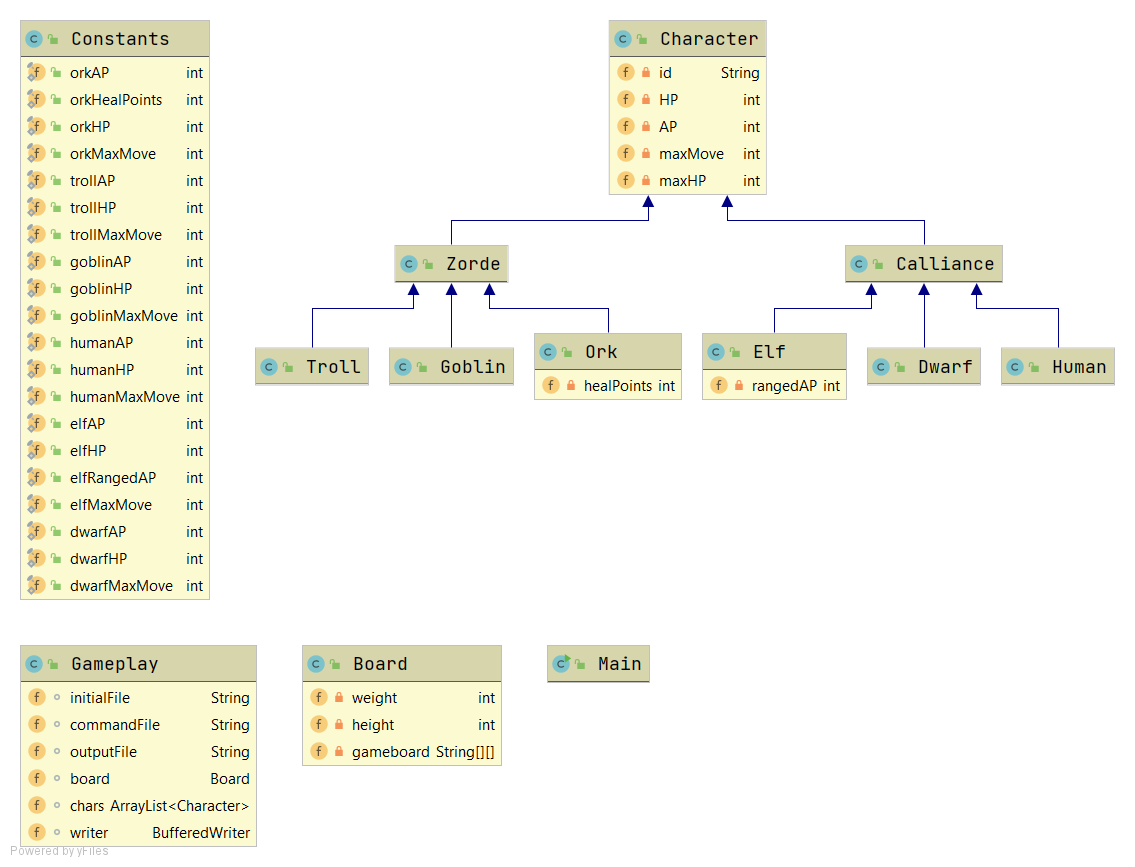 Constants
orkAP int
orkHealPoints int
orkHP int
orkMaxMove int
trollAP int
trollHP int
trollMaxMove int
goblinAP int
goblinHP int
goblinMaxMove int
humanAP int
humanHP int
humanMaxMove int
elfAP int
elfHP int
elfRangedAP int
elfMaxMove int
dwarfAP int
dwarfHP int
dwarfMaxMove int
Character
id String
HP int
AP int
maxMove int
maxHP int
Zorde
Calliance
Troll
Goblin
Ork
healPoints int
Elf
rangedAP int
Dwarf
Human
Gameplay
initialFile String
commandFile String
outputFile String
board Board
chars ArrayList<Character>
writer BufferedWriter
Board
weight int
height int
gameboard String[][]
Main
Powered by yFiles